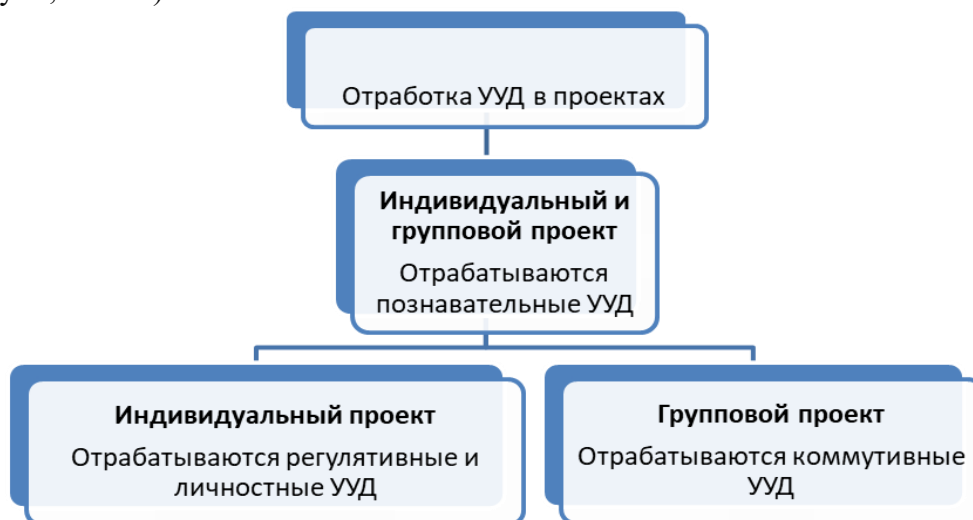 Отработка УУД в проектах
Индивидуальный и
групповой проект
Отрабатываются
познавательные УУД
Индивидуальный проект
Отрабатываются регулятивные и
личностные УУД
Групповой проект
Отрабатываются коммутивные
УУД